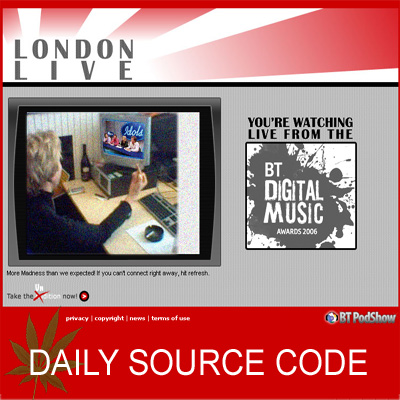 LONDON
LIVE
Idols
YOU'RE WATCHING
LIVE FROM THE
BT
DIGITAL
MUSIC
AWARDS 2006
More Madness than we expected! If you can't connect right away, hit refresh.
Up
Take the Xpedition now!
privacy | copyright | news | terms of use
BT PodShow
DAILY SOURCE CODE